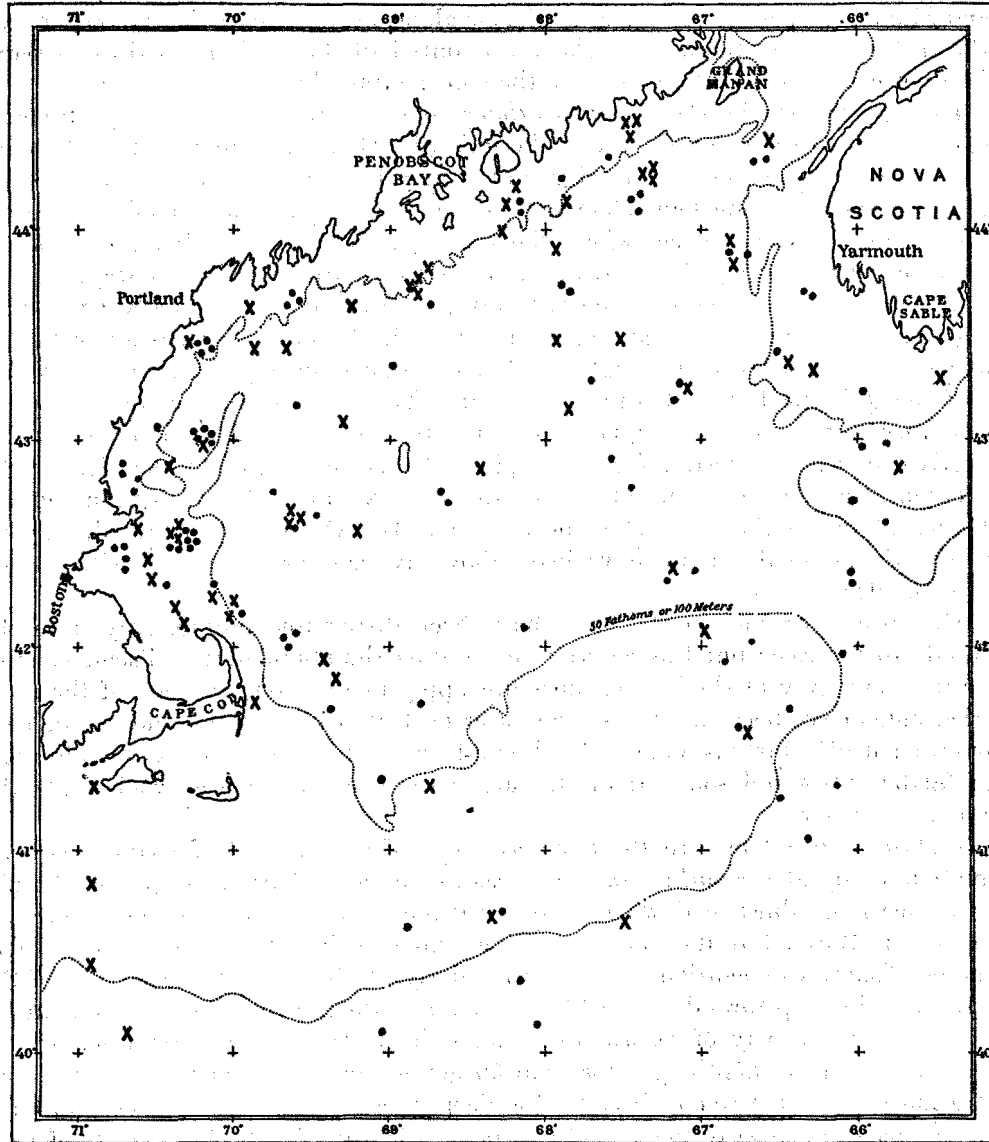 71° 70° 69° 68° 67° 66°
GRAND
MANAN
PENOBSCOT
BAY
NOVA
SCOTIA
44° 44°
Yarmouth
Portland
CAPE
SABLE
43° 43°
Boston
50 Fathoms or 100 Meters
42° 42°
CAPE COD
41° 41°
40° 40°
71 70 69 68 67 66